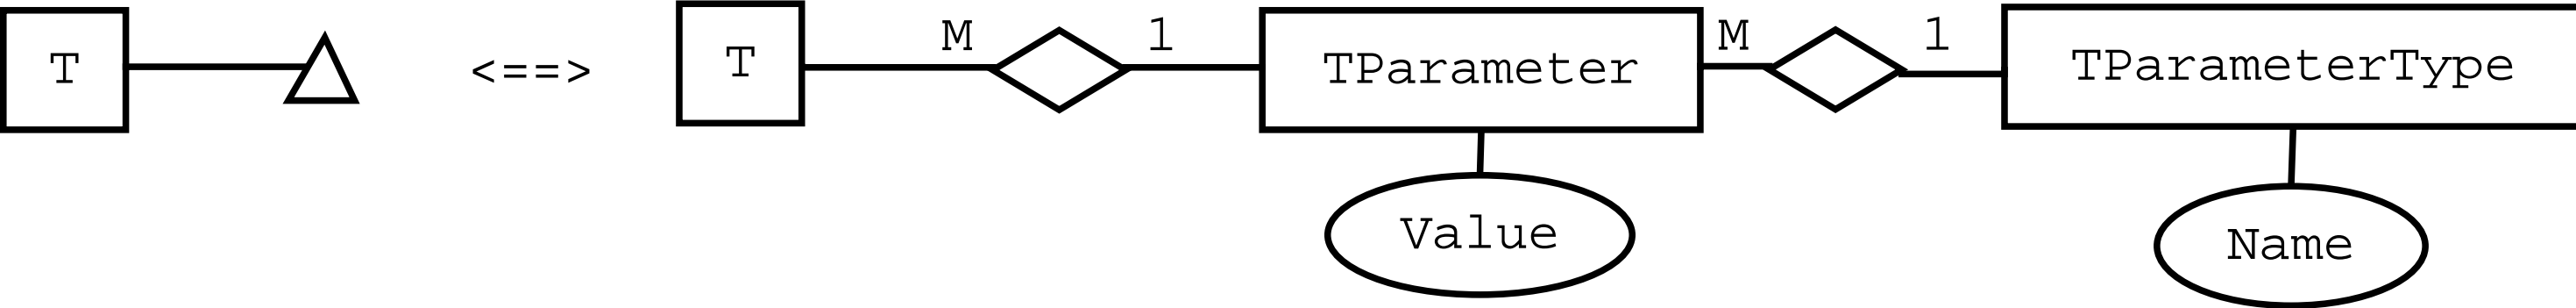 T <==> T M 1 TParameter M 1 TParameterType
Value Name